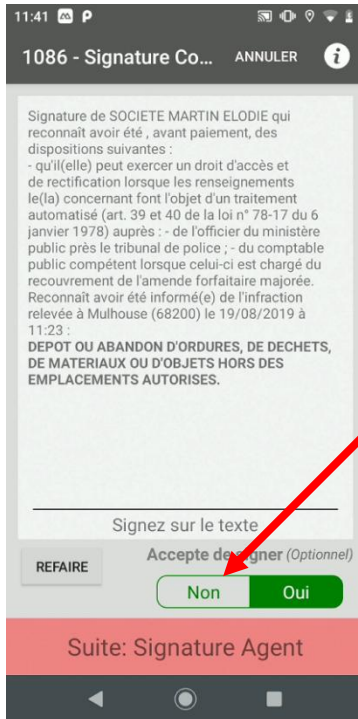 11:41
1086 - Signature Co... ANNULER i
Signature de SOCIETE MARTIN ELODIE qui
reconnaît avoir été , avant paiement, des
dispositions suivantes :
- qu'il(elle) peut exercer un droit d'accès et
de rectification lorsque les renseignements
le(la) concernant font l'objet d'un traitement
automatisé (art. 39 et 40 de la loi n° 78-17 du 6
janvier 1978) auprès : - de l'officier du ministère
public près le tribunal de police ; - du comptable
public compétent lorsque celui-ci est chargé du
recouvrement de l'amende forfaitaire majorée.
Reconnaît avoir été informé(e) de l'infraction
relevée à Mulhouse (68200) le 19/08/2019 à
11:23 :
DEPOT OU ABANDON D'ORDURES, DE DECHETS,
DE MATERIAUX OU D'OBJETS HORS DES
EMPLACEMENTS AUTORISES.
Signez sur le texte
REFAIRE
Accepte de signer (Optionnel)
Non Oui
Suite: Signature Agent